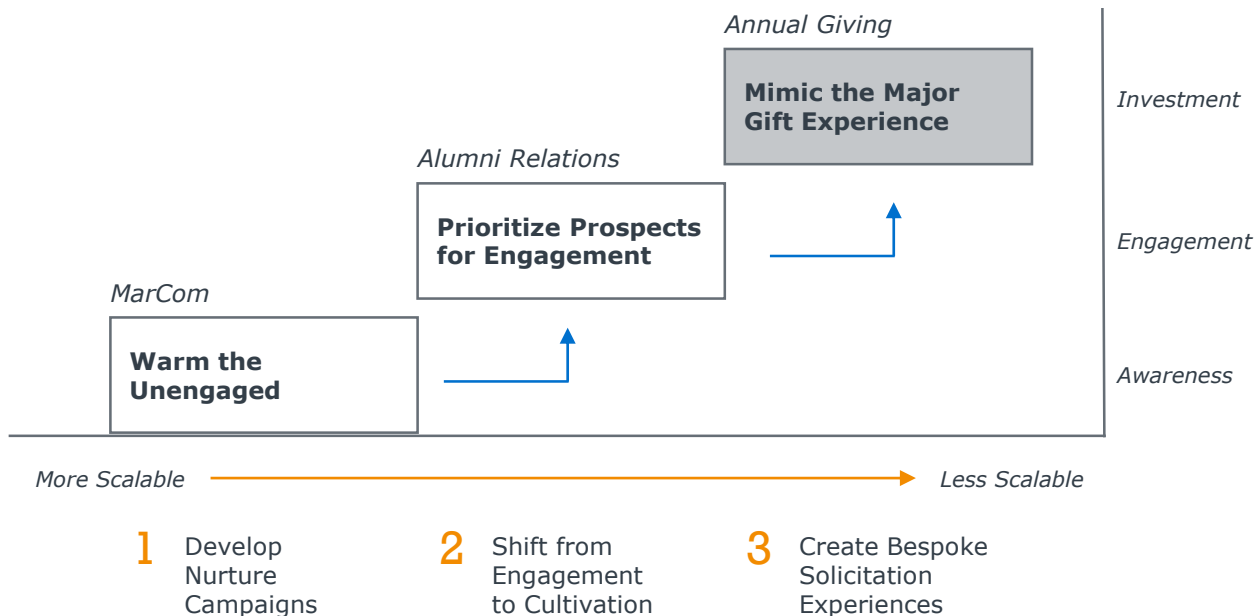 Annual Giving
Mimic the Major
Gift Experience
Investment
Alumni Relations
Prioritize Prospects
for Engagement
Engagement
MarCom
Warm the
Unengaged
Awareness
More Scalable
Less Scalable
1 Develop
Nurture
Campaigns
2 Shift from
Engagement
to Cultivation
3 Create Bespoke
Solicitation
Experiences